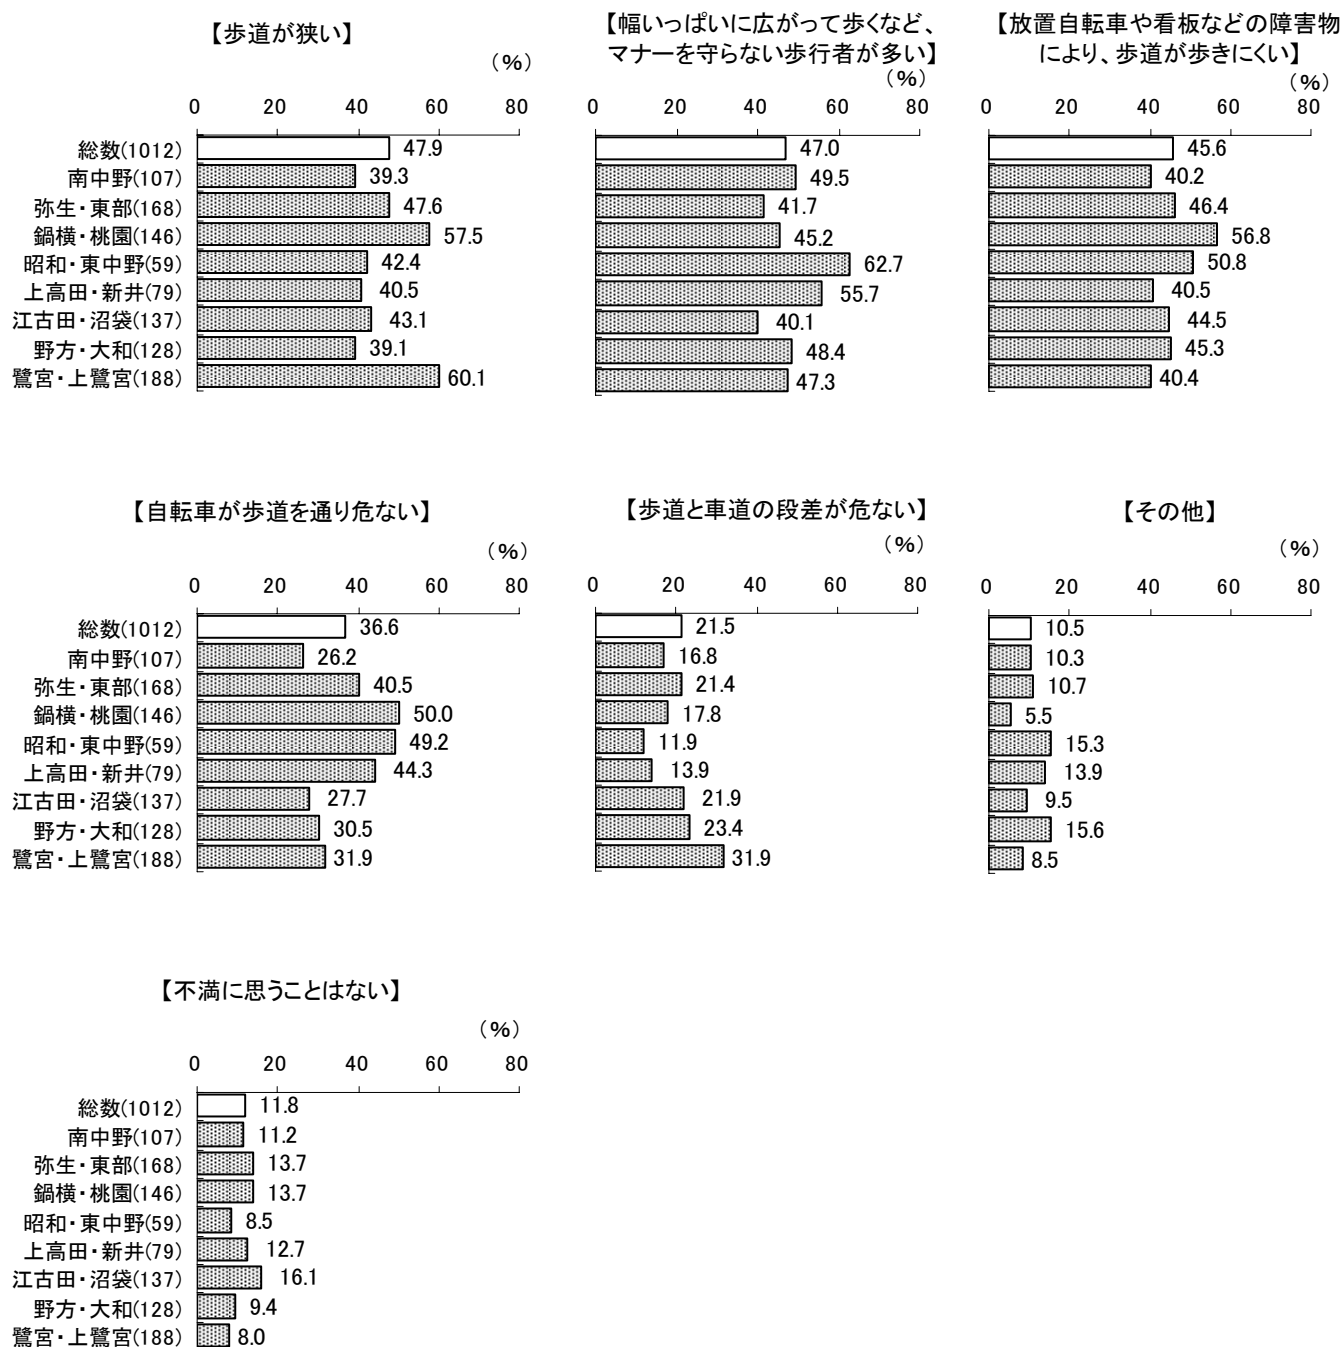 【歩道が狭い】
(％)
0 20 40 60 80
総数(1012) 47.9
南中野(107) 39.3
弥生・東部(168) 47.6
鍋横・桃園(146) 57.5
昭和・東中野(59) 42.4
上高田・新井(79) 40.5
江古田・沼袋(137) 43.1
野方・大和(128) 39.1
鷺宮・上鷺宮(188) 60.1
【幅いっぱいに広がって歩くなど、
マナーを守らない歩行者が多い】
(％)
0 20 40 60 80
47.0
49.5
41.7
45.2
62.7
55.7
40.1
48.4
47.3
【放置自転車や看板などの障害物
により、歩道が歩きにくい】
(％)
0 20 40 60 80
45.6
40.2
46.4
56.8
50.8
40.5
44.5
45.3
40.4
【自転車が歩道を通り危ない】
(％)
0 20 40 60 80
総数(1012) 36.6
南中野(107) 26.2
弥生・東部(168) 40.5
鍋横・桃園(146) 50.0
昭和・東中野(59) 49.2
上高田・新井(79) 44.3
江古田・沼袋(137) 27.7
野方・大和(128) 30.5
鷺宮・上鷺宮(188) 31.9
【歩道と車道の段差が危ない】
(％)
0 20 40 60 80
21.5
16.8
21.4
17.8
11.9
13.9
21.9
23.4
31.9
【その他】
(％)
0 20 40 60 80
10.5
10.3
10.7
5.5
15.3
13.9
9.5
15.6
8.5
【不満に思うことはない】
(％)
0 20 40 60 80
総数(1012) 11.8
南中野(107) 11.2
弥生・東部(168) 13.7
鍋横・桃園(146) 13.7
昭和・東中野(59) 8.5
上高田・新井(79) 12.7
江古田・沼袋(137) 16.1
野方・大和(128) 9.4
鷺宮・上鷺宮(188) 8.0